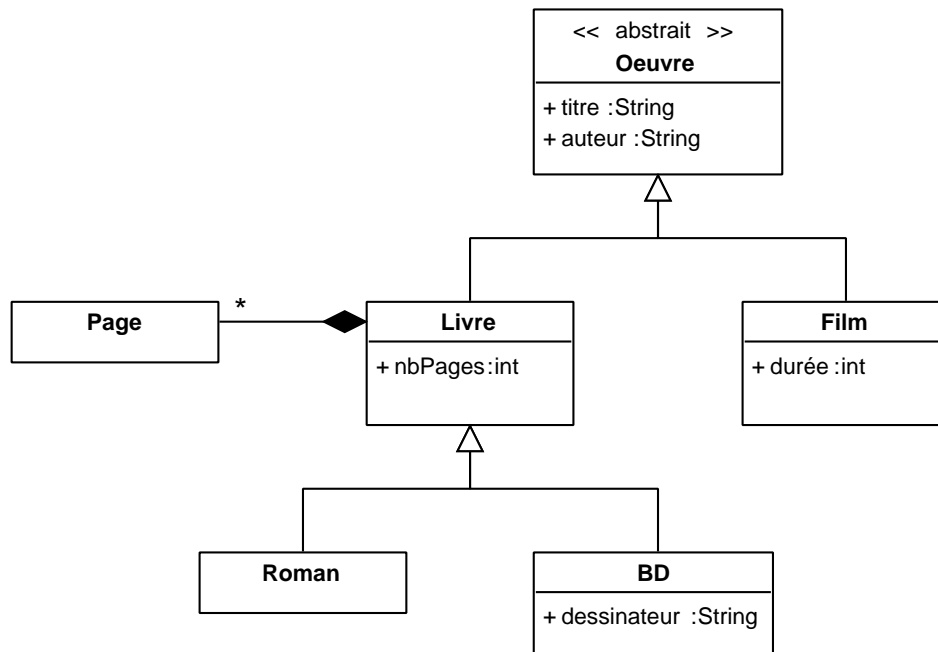 << abstrait >>
Oeuvre
+ titre :String
+ auteur :String
*
Page
Livre
+ nbPages:int
Film
+ durée :int
Roman
BD
+ dessinateur :String